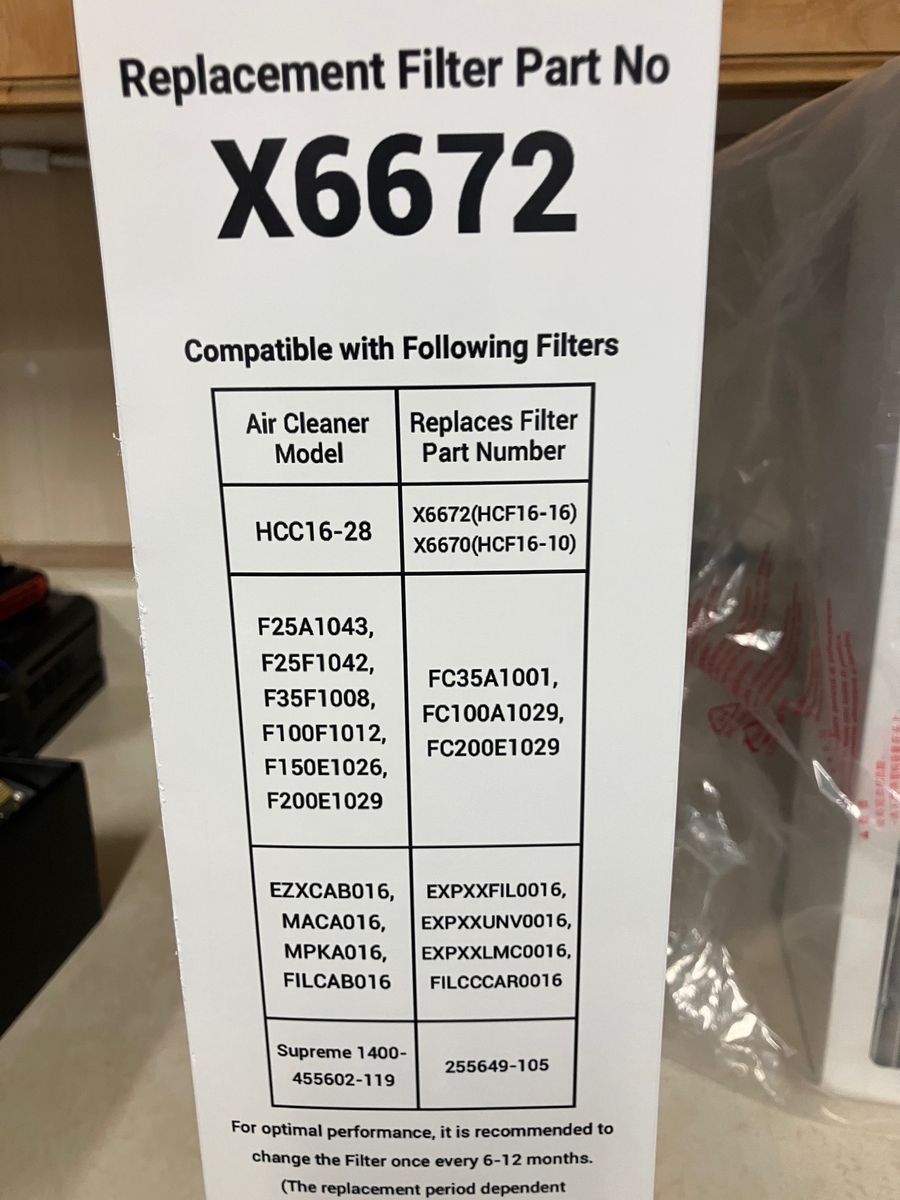 Replacement Filter Part No
X6672
Compatible with Following Filters
Air Cleaner
Model
Replaces Filter
Part Number
HCC16-28
X6672(HCF16-16)
X6670(HCF16-10)
F25A1043,
F25F1042,
F35F1008,
F100F1012,
F150E1026,
F200E1029
FC35A1001,
FC100A1029,
FC200E1029
EZXCAB016,
MACA016,
MPKA016,
FILCAB016
EXPXXFIL0016,
EXPXXUNV0016,
EXPXXLMC0016,
FILCCCAR0016
Supreme 1400-
455602-119
255649-105
For optimal performance, it is recommended to
change the Filter once every 6-12 months.
(The replacement period dependent